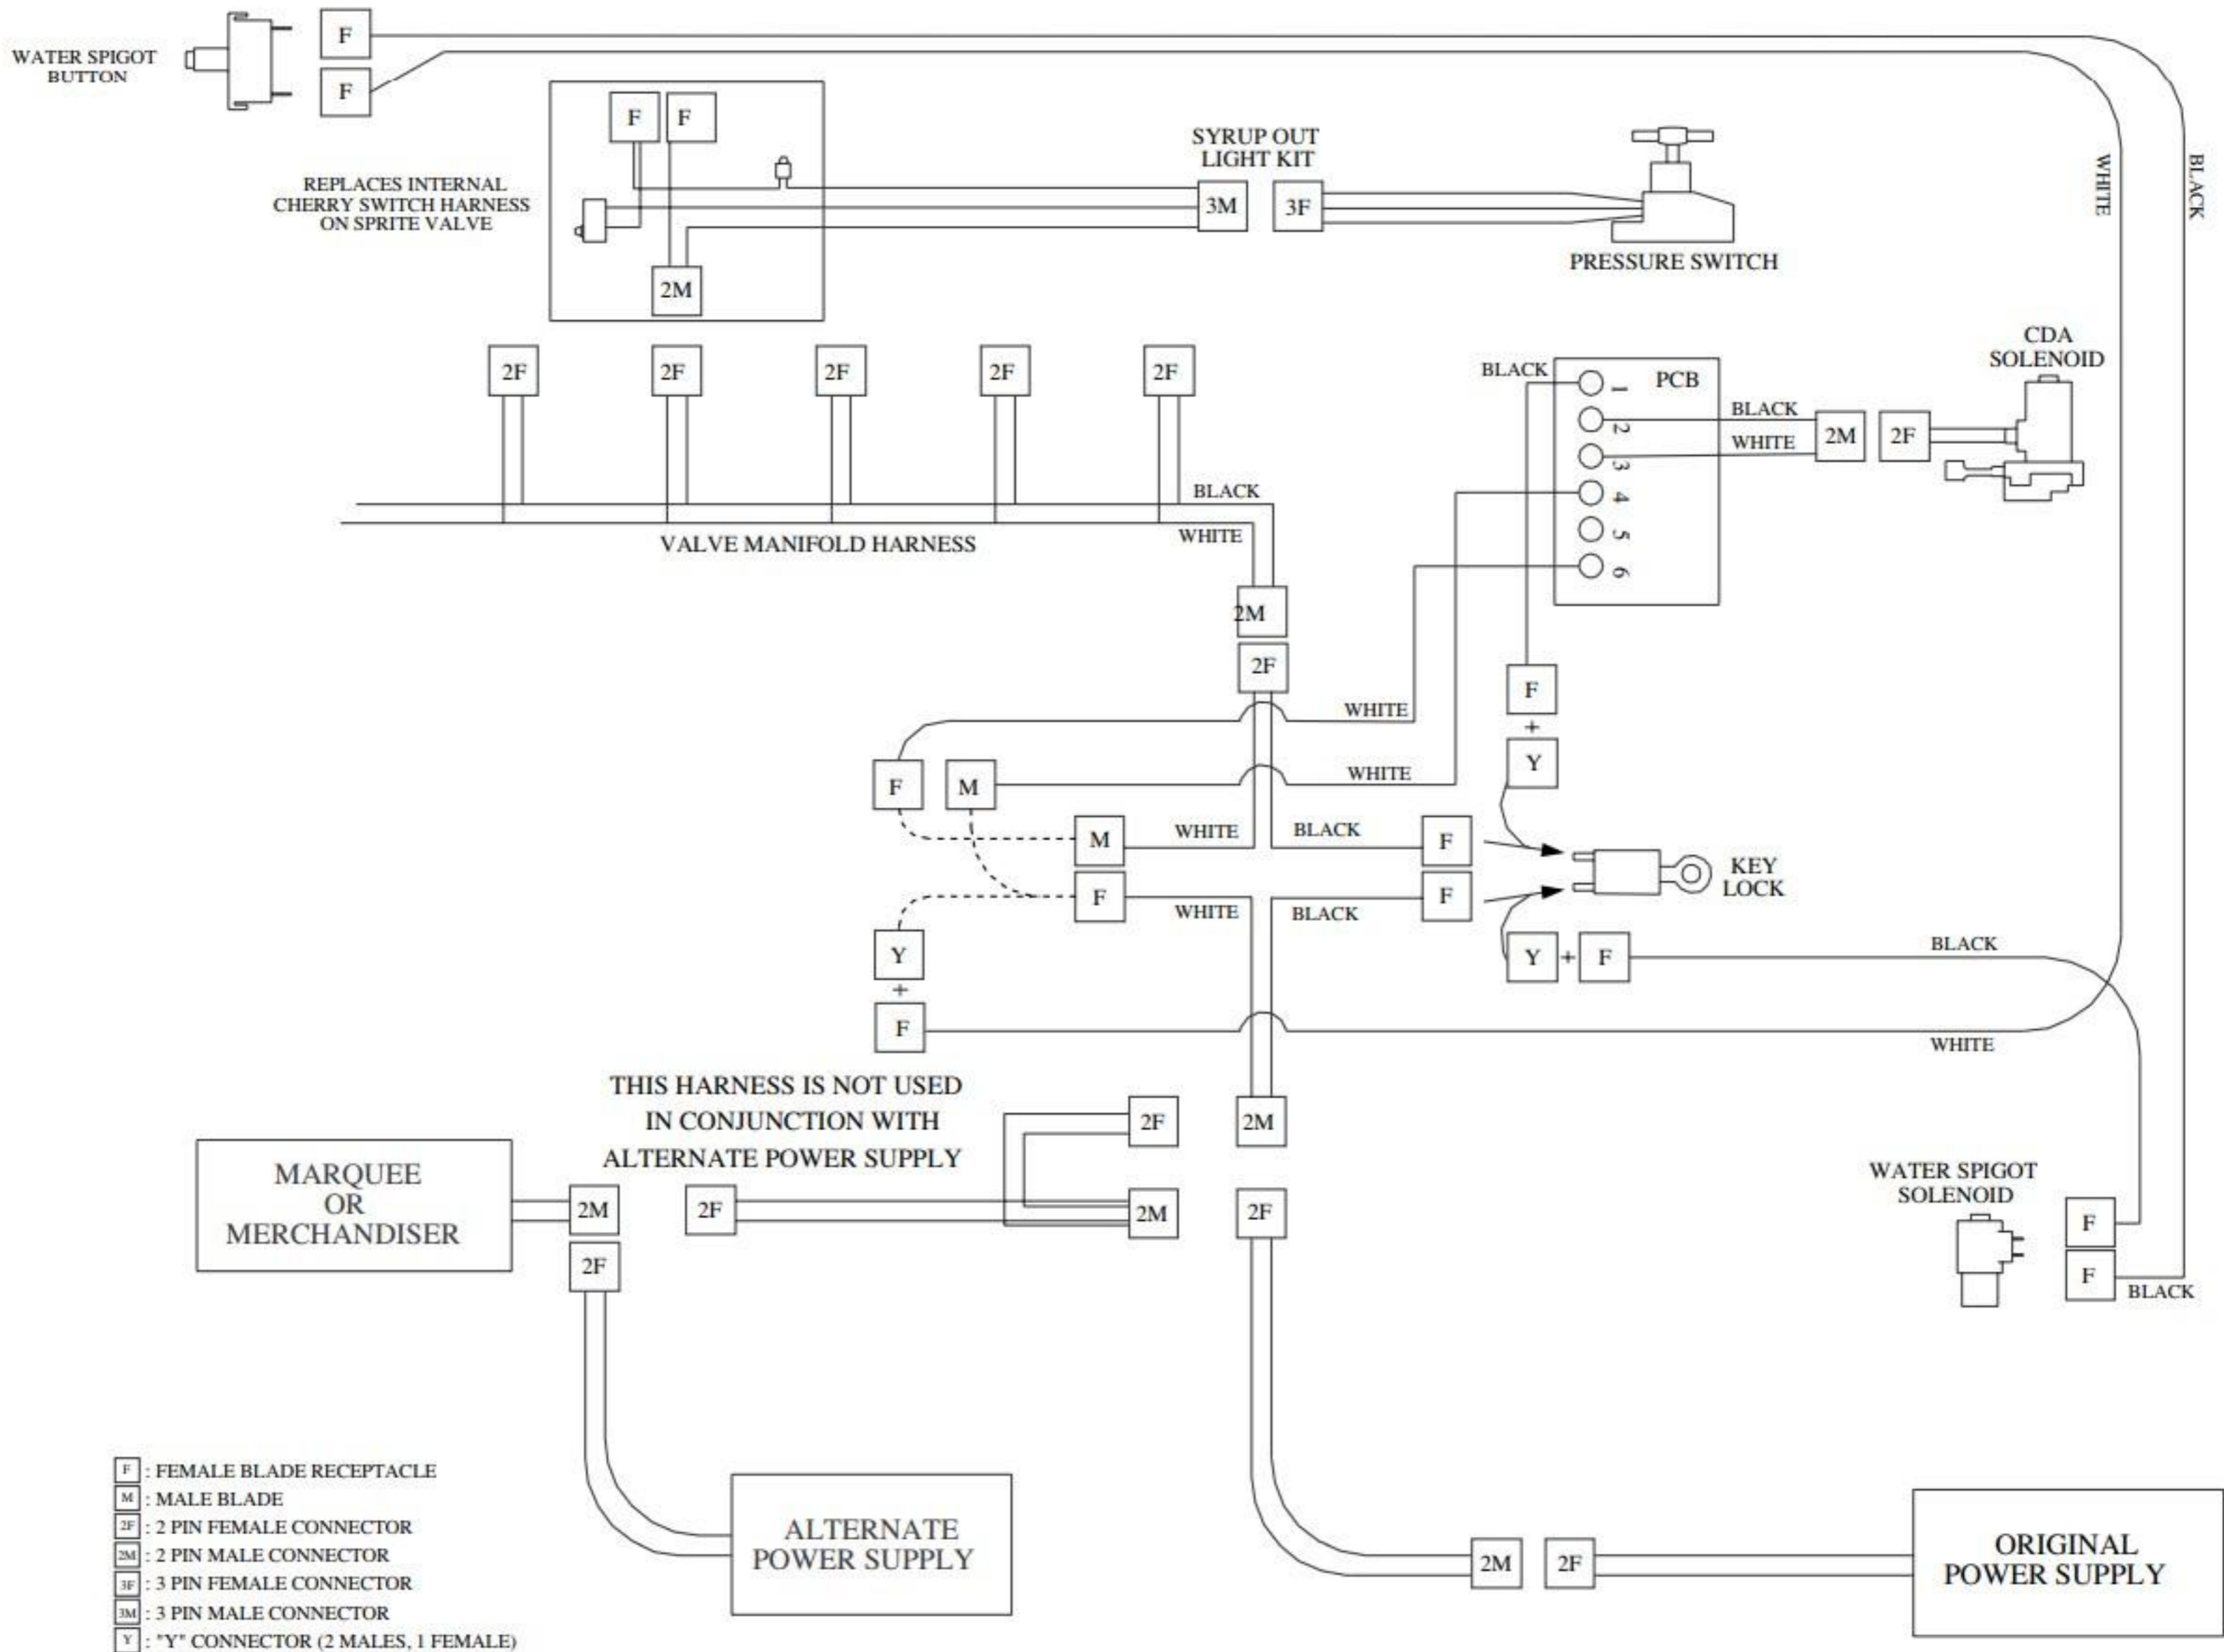 WATER SPIGOT
BUTTON
F
F
BLACK
WHITE
F
F
REPLACES INTERNAL
CHERRY SWITCH HARNESS
ON SPRITE VALVE
2M
SYRUP OUT
LIGHT KIT
3M
3F
PRESSURE SWITCH
2F
2F
2F
2F
2F
BLACK
WHITE
VALVE MANIFOLD HARNESS
2M
2F
BLACK
PCB
1
2
3
4
5
6
BLACK
WHITE
2M
2F
CDA
SOLENOID
WHITE
WHITE
F
+
Y
F
M
M
WHITE
BLACK
F
F
WHITE
BLACK
F
KEY
LOCK
Y
+
F
Y
+
F
BLACK
WHITE
THIS HARNESS IS NOT USED
IN CONJUNCTION WITH
ALTERNATE POWER SUPPLY
2F
2M
MARQUEE
OR
MERCHANDISER
2M
2F
2M
2F
2F
WATER SPIGOT
SOLENOID
F
F
BLACK
ALTERNATE
POWER SUPPLY
2M
2F
ORIGINAL
POWER SUPPLY
F : FEMALE BLADE RECEPTACLE
M : MALE BLADE
2F : 2 PIN FEMALE CONNECTOR
2M : 2 PIN MALE CONNECTOR
3F : 3 PIN FEMALE CONNECTOR
3M : 3 PIN MALE CONNECTOR
Y : "Y" CONNECTOR (2 MALES, 1 FEMALE)